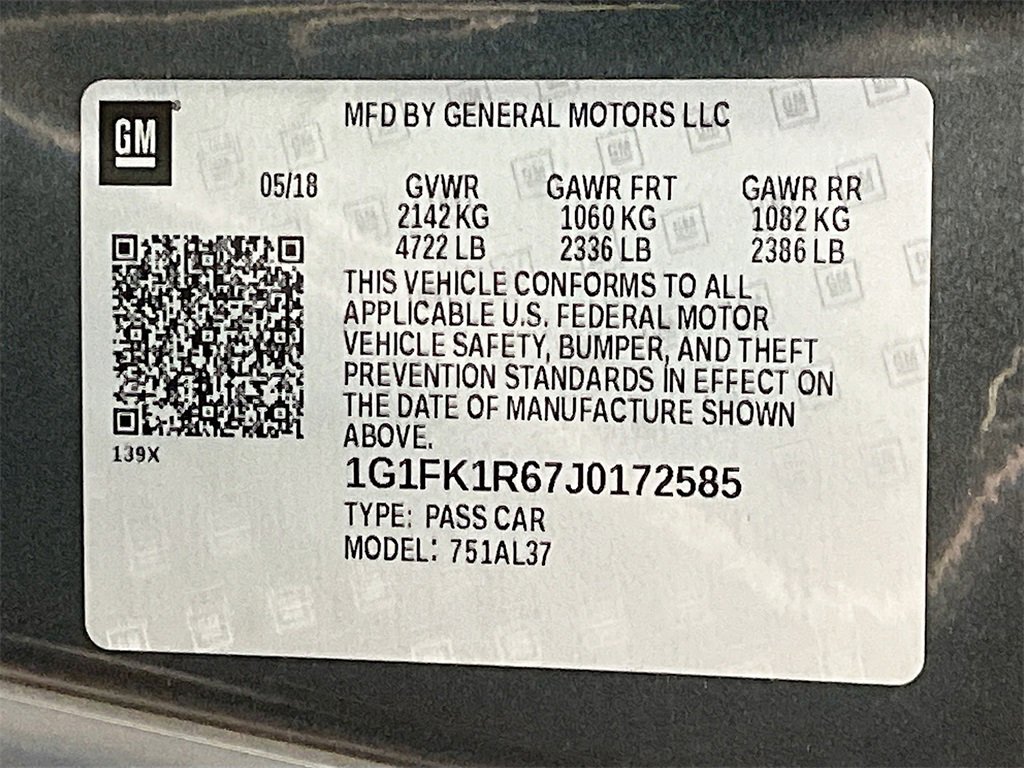 GM
MFD BY GENERAL MOTORS LLC
05/18 GVWR GAWR FRT GAWR RR
2142 KG 1060 KG 1082 KG
4722 LB 2336 LB 2386 LB
THIS VEHICLE CONFORMS TO ALL
APPLICABLE U.S. FEDERAL MOTOR
VEHICLE SAFETY, BUMPER, AND THEFT
PREVENTION STANDARDS IN EFFECT ON
THE DATE OF MANUFACTURE SHOWN
ABOVE.
139X
1G1FK1R67J0172585
TYPE: PASS CAR
MODEL: 751AL37